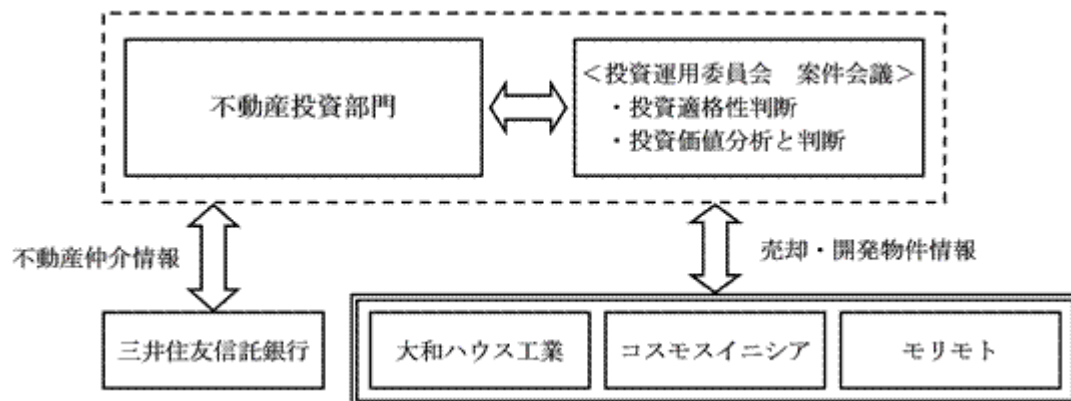 不動産投資部門
＜投資運用委員会　案件会議＞
・投資適格性判断
・投資価値分析と判断
不動産仲介情報
売却・開発物件情報
三井住友信託銀行
大和ハウス工業
コスモスイニシア
モリモト